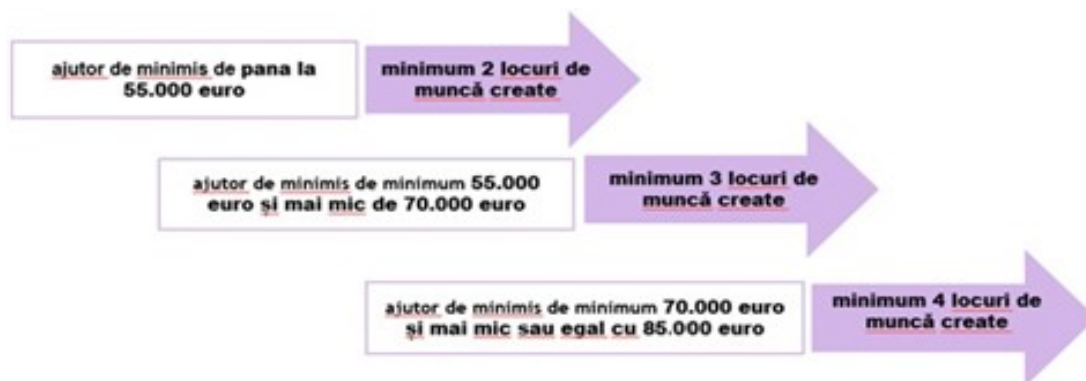 ajutor de minimis de pana la
55.000 euro
minimum 2 locuri de
muncă create
ajutor de minimis de minimum 55.000
euro și mai mic de 70.000 euro
minimum 3 locuri de
muncă create
ajutor de minimis de minimum 70.000 euro
și mai mic sau egal cu 85.000 euro
minimum 4 locuri de
muncă create